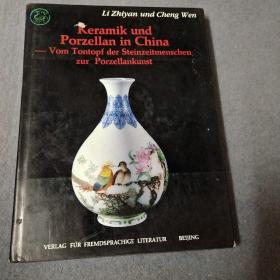 Li Zhiyan und Cheng Wen
Keramik und
Porzellan in China
— Vom Tontopf der Steinzeitmenschen
zur Porzellankunst
VERLAG FÜR FREMDSPRACHIGE LITERATUR BEIJING